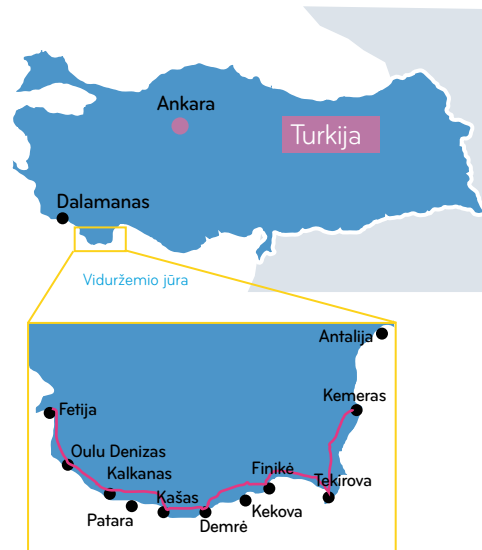 Ankara
Turkija
Dalamanas
Viduržemio jūra
Antalija
Kemeras
Fetija
Oulu Denizas
Kalkanas
Finikė
Tekirova
Kašas
Patara
Kekova
Demrė